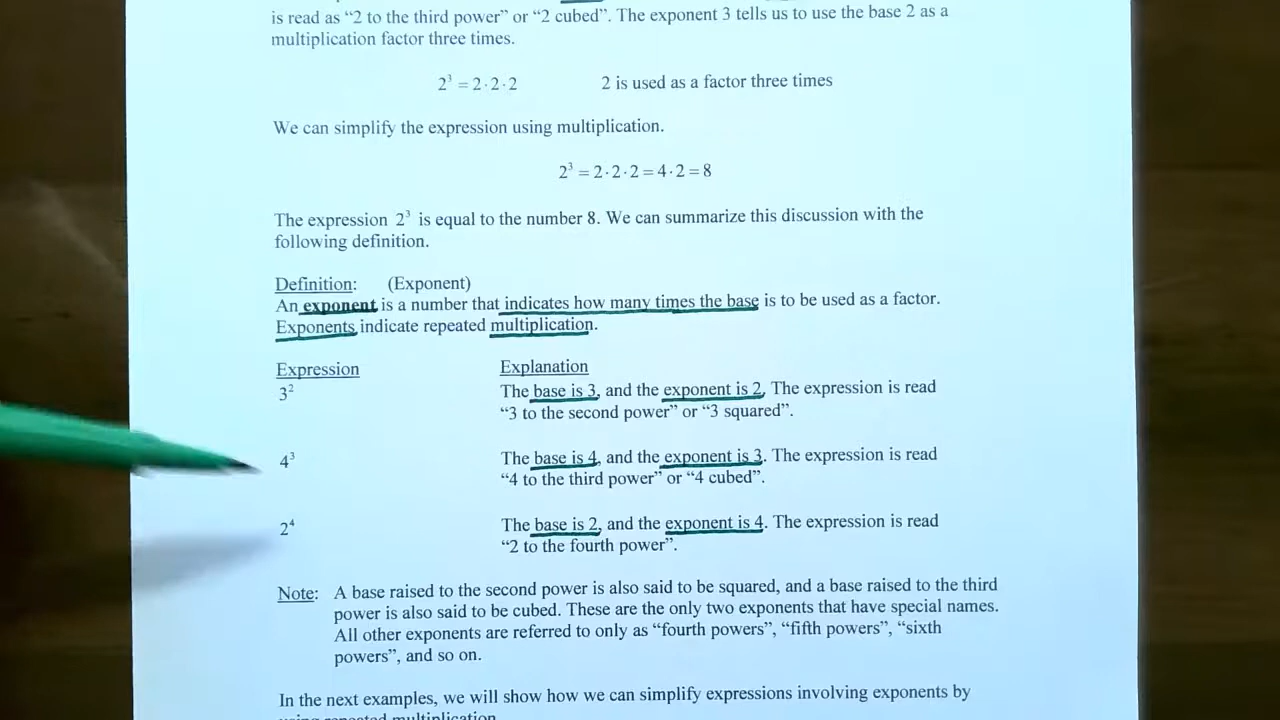 is read as “2 to the third power” or “2 cubed”. The exponent 3 tells us to use the base 2 as a
multiplication factor three times.
2³ = 2·2·2 2 is used as a factor three times
We can simplify the expression using multiplication.
2³ = 2·2·2 = 4·2 = 8
The expression 2³ is equal to the number 8. We can summarize this discussion with the
following definition.
Definition: (Exponent)
An exponent is a number that indicates how many times the base is to be used as a factor.
Exponents indicate repeated multiplication.
Expression Explanation
3² The base is 3, and the exponent is 2. The expression is read
“3 to the second power” or “3 squared”.
4³ The base is 4, and the exponent is 3. The expression is read
“4 to the third power” or “4 cubed”.
2⁴ The base is 2, and the exponent is 4. The expression is read
“2 to the fourth power”.
Note: A base raised to the second power is also said to be squared, and a base raised to the third
power is also said to be cubed. These are the only two exponents that have special names.
All other exponents are referred to only as “fourth powers”, “fifth powers”, “sixth
powers”, and so on.
In the next examples, we will show how we can simplify expressions involving exponents by
using repeated multiplication.